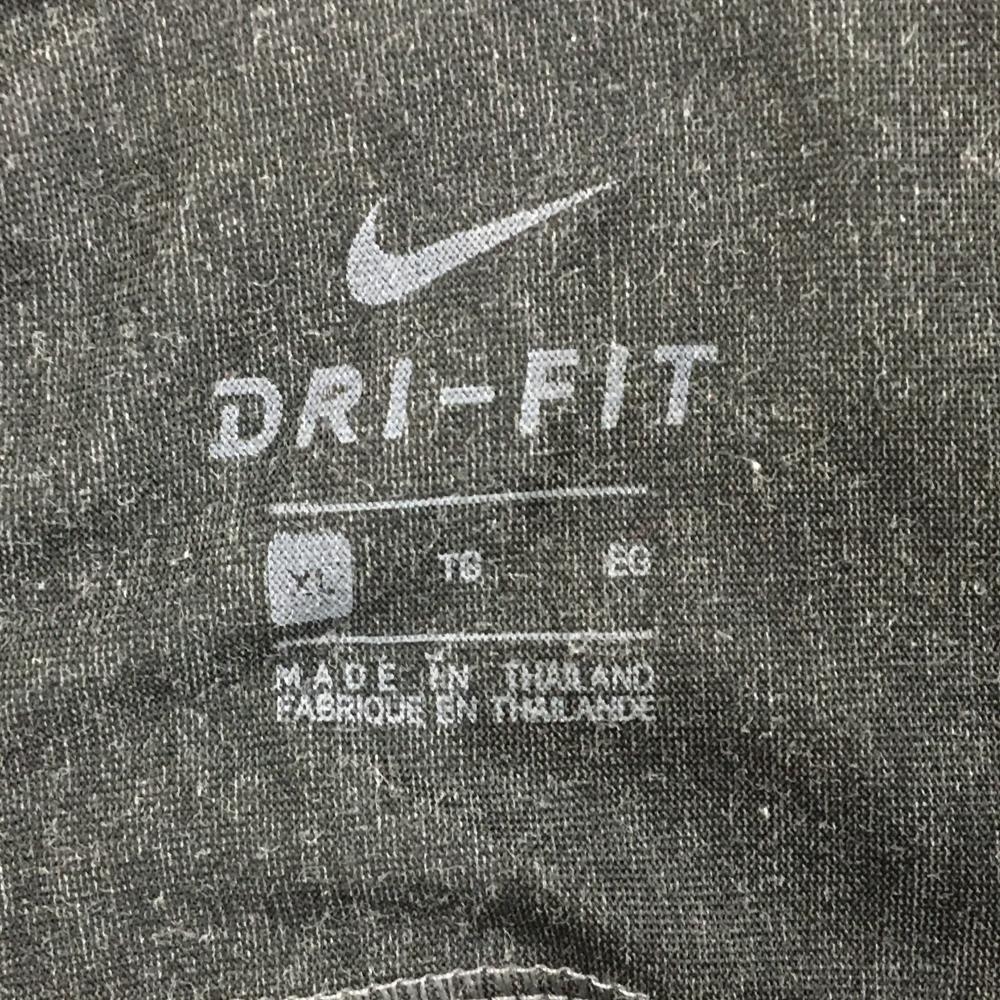 DRI-FIT
XL TG EG
MADE IN THAILAND
FABRIQUE EN THAILANDE